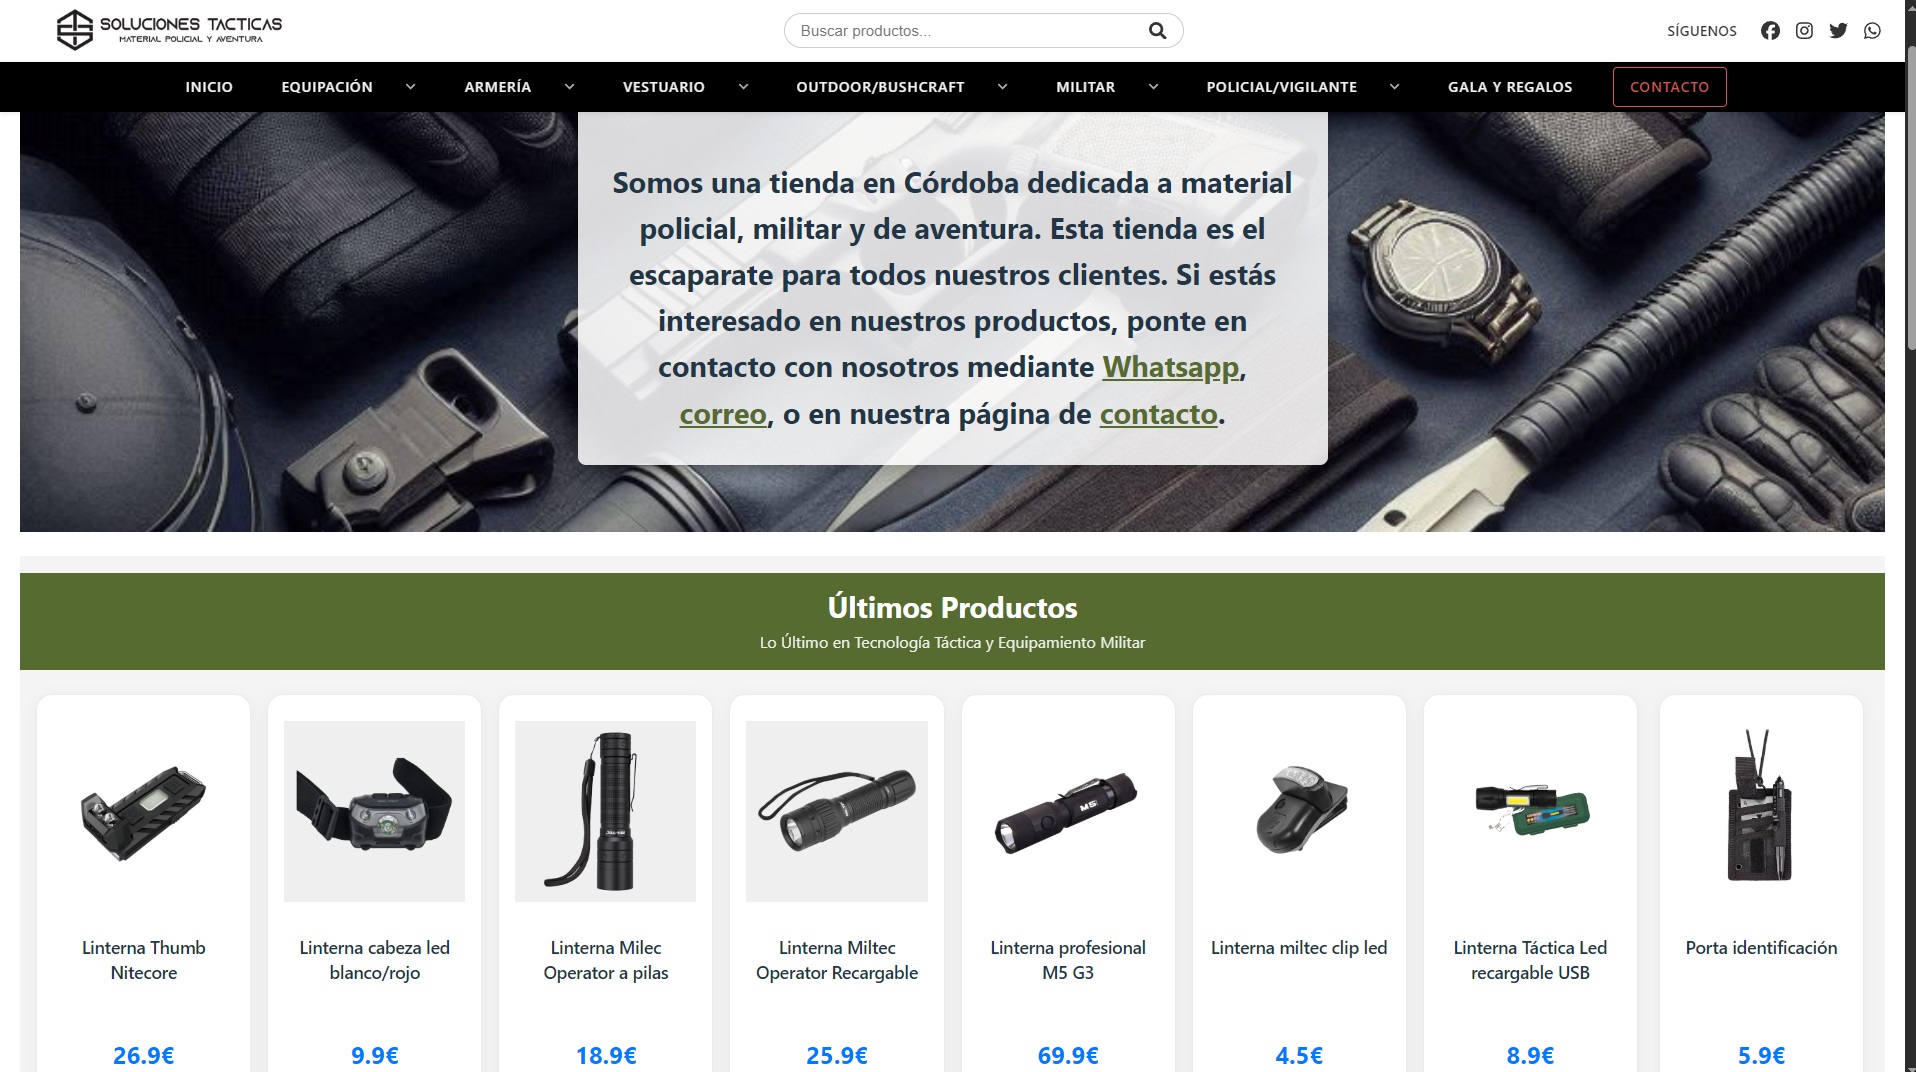 SOLUCIONES TACTICAS
MATERIAL POLICIAL Y AVENTURA
Buscar productos...
SÍGUENOS
INICIO EQUIPACIÓN ARMERÍA VESTUARIO OUTDOOR/BUSHCRAFT MILITAR POLICIAL/VIGILANTE GALA Y REGALOS CONTACTO
Somos una tienda en Córdoba dedicada a material
policial, militar y de aventura. Esta tienda es el
escaparate para todos nuestros clientes. Si estás
interesado en nuestros productos, ponte en
contacto con nosotros mediante Whatsapp,
correo, o en nuestra página de contacto.
Últimos Productos
Lo Último en Tecnología Táctica y Equipamiento Militar
M5
Linterna Thumb
Nitecore
26.9€
Linterna cabeza led
blanco/rojo
9.9€
Linterna Milec
Operator a pilas
18.9€
Linterna Miltec
Operator Recargable
25.9€
Linterna profesional
M5 G3
69.9€
Linterna miltec clip led
4.5€
Linterna Táctica Led
recargable USB
8.9€
Porta identificación
5.9€